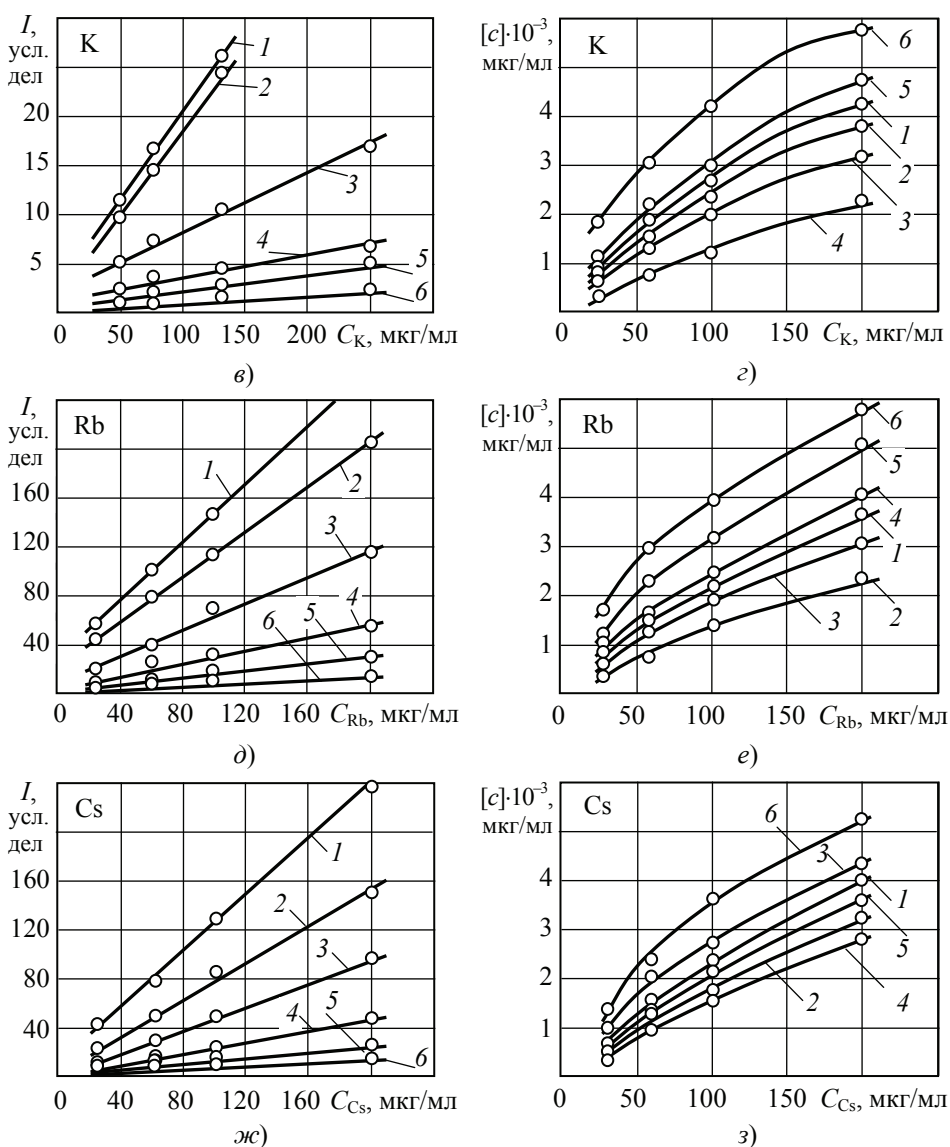 I,
усл.
дел
K
20
15
10
5
0 50 100 150 200 C_K, мкг/мл
1
2
3
4
5
6
в)
[c]·10⁻³,
мкг/мл
K
4
3
2
1
0 50 100 150 C_K, мкг/мл
6
5
1
2
3
4
г)
I,
усл.
дел
Rb
160
120
80
40
0 40 80 120 160 C_Rb, мкг/мл
1
2
3
4
5
6
д)
[c]·10⁻³,
мкг/мл
Rb
4
3
2
1
0 50 100 150 C_Rb, мкг/мл
6
5
4
1
3
2
е)
I,
усл.
дел
Cs
160
120
80
40
0 40 80 120 160 C_Cs, мкг/мл
1
2
3
5
4
6
ж)
[c]·10⁻³,
мкг/мл
Cs
4
3
2
1
0 50 100 150 C_Cs, мкг/мл
6
3
1
5
2
4
з)